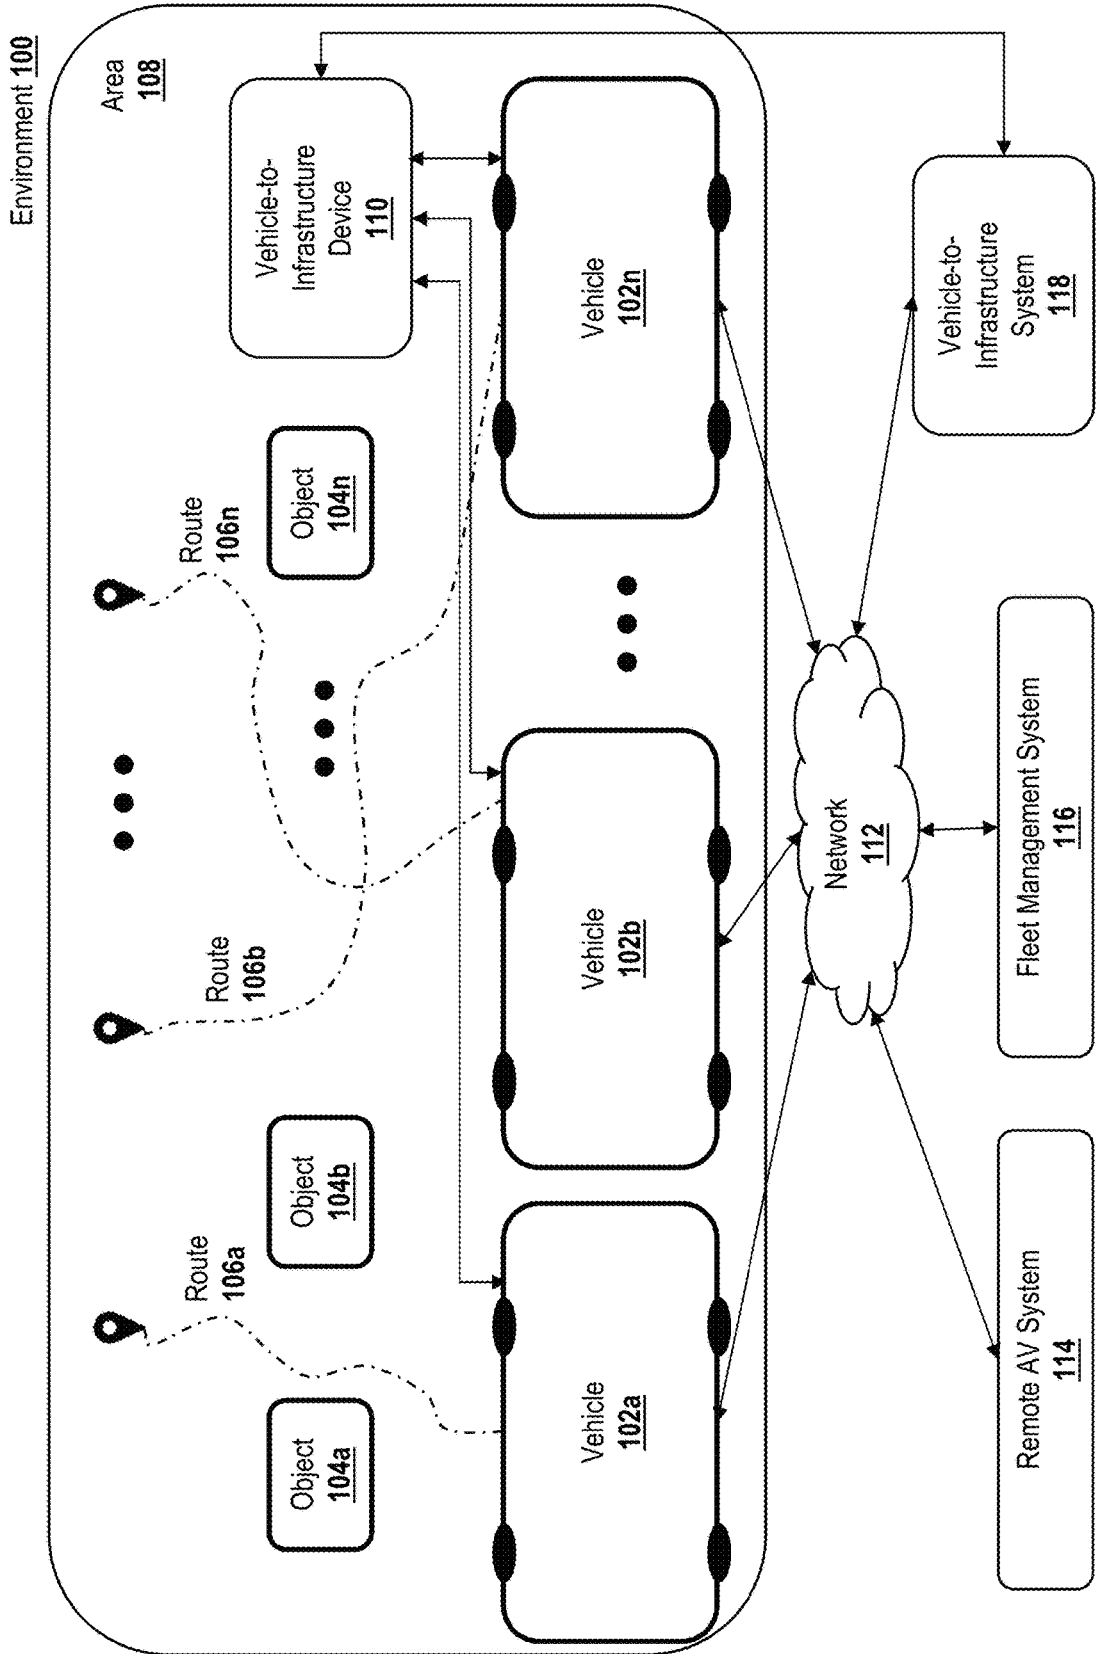 Environment 100
Area
108
Vehicle-to-
Infrastructure
Device
110
Route
106a
Route
106b
Route
106n
Object
104a
Object
104b
Object
104n
Vehicle
102a
Vehicle
102b
Vehicle
102n
Network
112
Remote AV System
114
Fleet Management System
116
Vehicle-to-
Infrastructure
System
118